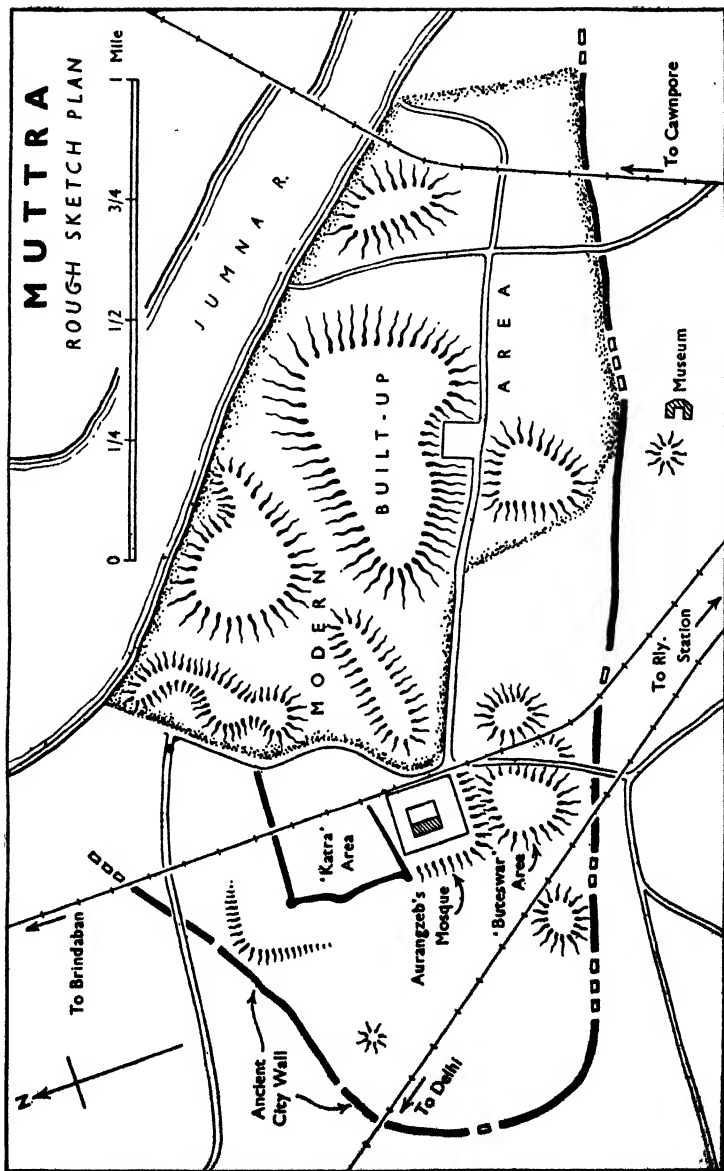 MUTTRA
ROUGH SKETCH PLAN
0 1/4 1/2 3/4 1 Mile
JUMNA R.
N
To Brindaban
Ancient
City Wall
'Katra'
Area
MODERN
BUILT-UP
AREA
Aurangzeb's
Mosque
'Buteswar'
Area
To Delhi
To Rly.
Station
Museum
To Cawnpore